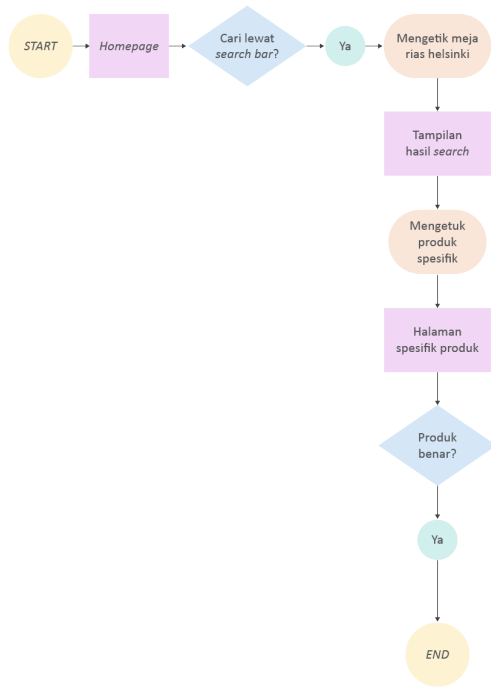 START
Homepage
Cari lewat
search bar?
Ya
Mengetik meja
rias helsinki
Tampilan
hasil search
Mengetuk
produk
spesifik
Halaman
spesifik produk
Produk
benar?
Ya
END